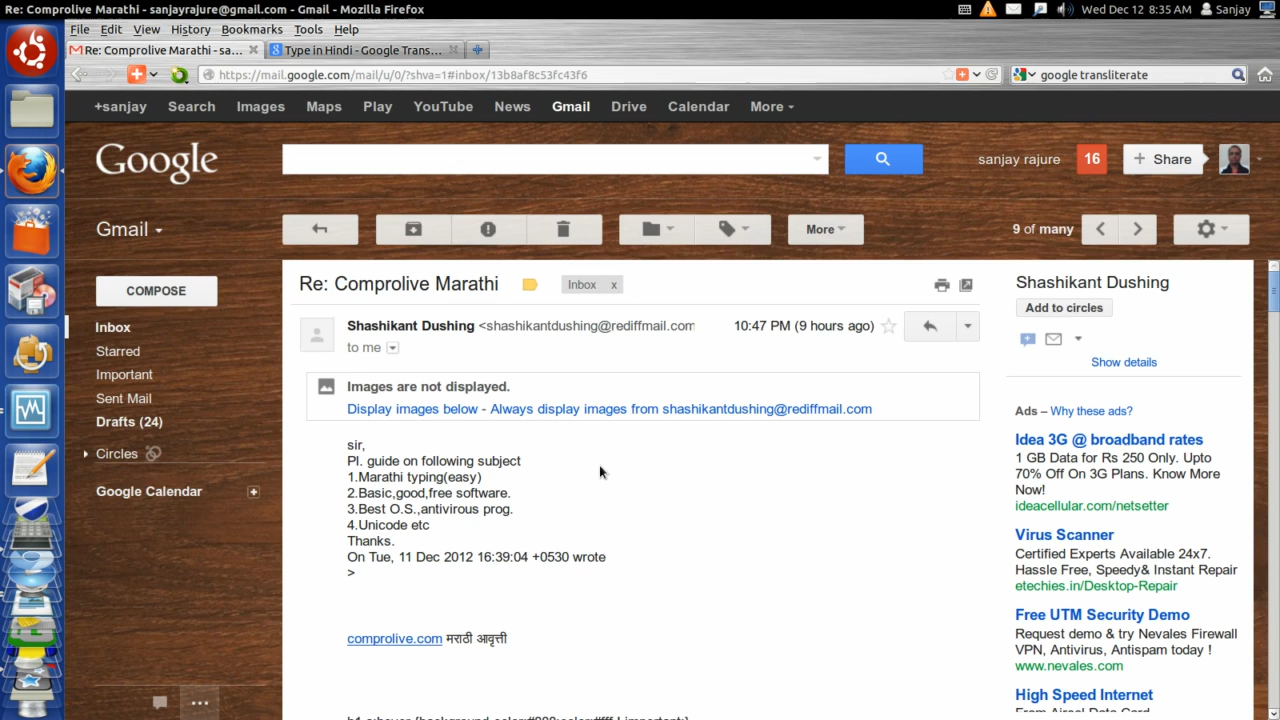 Re: Comprolive Marathi - sanjayrajure@gmail.com - Gmail - Mozilla Firefox
Wed Dec 12 8:35 AM Sanjay
File Edit View History Bookmarks Tools Help
Re: Comprolive Marathi - sa... Type in Hindi - Google Trans...
https://mail.google.com/mail/u/0/?shva=1#inbox/13b8af8c53fc43f6 google transliterate
+sanjay Search Images Maps Play YouTube News Gmail Drive Calendar More
Google sanjay rajure 16 + Share
Gmail More 9 of many
COMPOSE
Inbox
Starred
Important
Sent Mail
Drafts (24)
Circles
Google Calendar +
Re: Comprolive Marathi Inbox x
Shashikant Dushing <shashikantdushing@rediffmail.com 10:47 PM (9 hours ago)
to me
Images are not displayed.
Display images below - Always display images from shashikantdushing@rediffmail.com
sir,
Pl. guide on following subject
1.Marathi typing(easy)
2.Basic,good,free software.
3.Best O.S.,antivirous prog.
4.Unicode etc
Thanks.
On Tue, 11 Dec 2012 16:39:04 +0530 wrote
>
comprolive.com मराठी आवृत्ती
Shashikant Dushing
Add to circles
Show details
Ads – Why these ads?
Idea 3G @ broadband rates
1 GB Data for Rs 250 Only. Upto
70% Off On 3G Plans. Know More
Now!
ideacellular.com/netsetter
Virus Scanner
Certified Experts Available 24x7.
Hassle Free, Speedy& Instant Repair
etechies.in/Desktop-Repair
Free UTM Security Demo
Request demo & try Nevales Firewall
VPN, Antivirus, Antispam today !
www.nevales.com
High Speed Internet